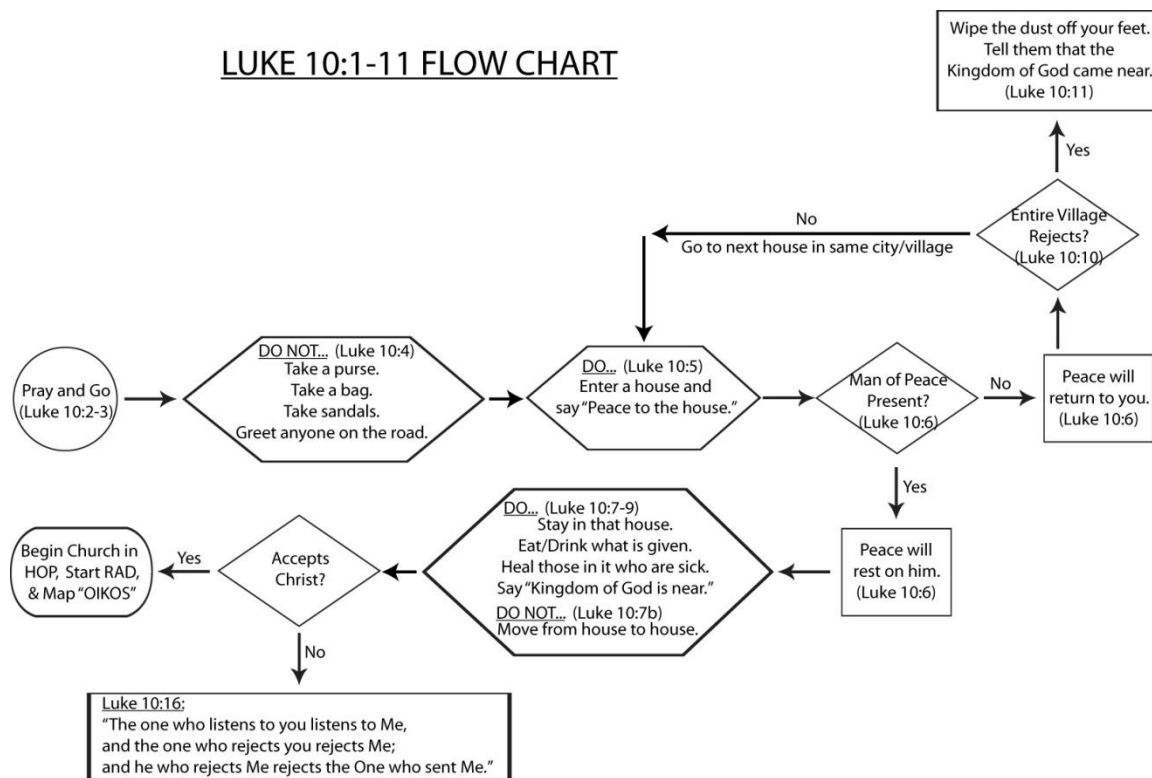 LUKE 10:1-11 FLOW CHART
Wipe the dust off your feet.
Tell them that the
Kingdom of God came near.
(Luke 10:11)
Yes
Entire Village
Rejects?
(Luke 10:10)
No
Go to next house in same city/village
Pray and Go
(Luke 10:2-3)
DO NOT... (Luke 10:4)
Take a purse.
Take a bag.
Take sandals.
Greet anyone on the road.
DO... (Luke 10:5)
Enter a house and
say “Peace to the house.”
Man of Peace
Present?
(Luke 10:6)
No
Peace will
return to you.
(Luke 10:6)
Yes
Peace will
rest on him.
(Luke 10:6)
DO... (Luke 10:7-9)
Stay in that house.
Eat/Drink what is given.
Heal those in it who are sick.
Say “Kingdom of God is near.”
DO NOT... (Luke 10:7b)
Move from house to house.
Accepts
Christ?
Yes
Begin Church in
HOP, Start RAD,
& Map “OIKOS”
No
Luke 10:16:
“The one who listens to you listens to Me,
and the one who rejects you rejects Me;
and he who rejects Me rejects the One who sent Me.”